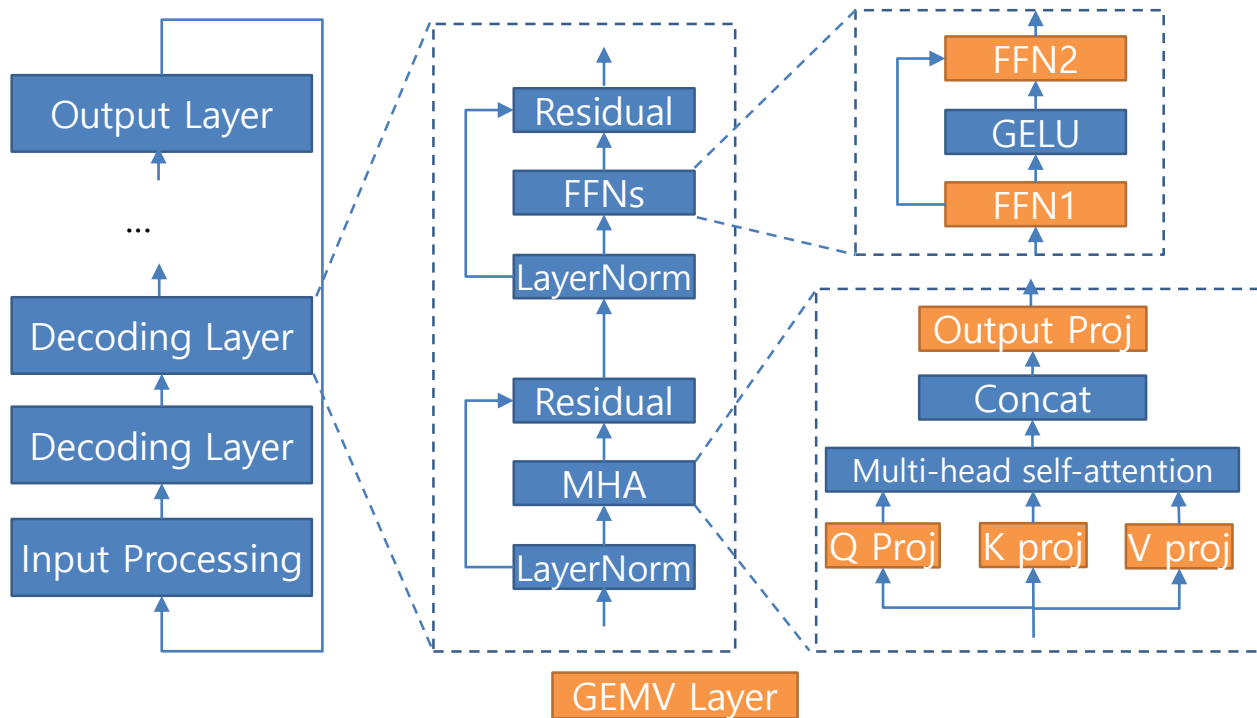 Output Layer
...
Decoding Layer
Decoding Layer
Input Processing
Residual
FFNs
LayerNorm
Residual
MHA
LayerNorm
FFN2
GELU
FFN1
Output Proj
Concat
Multi-head self-attention
Q Proj
K proj
V proj
GEMV Layer